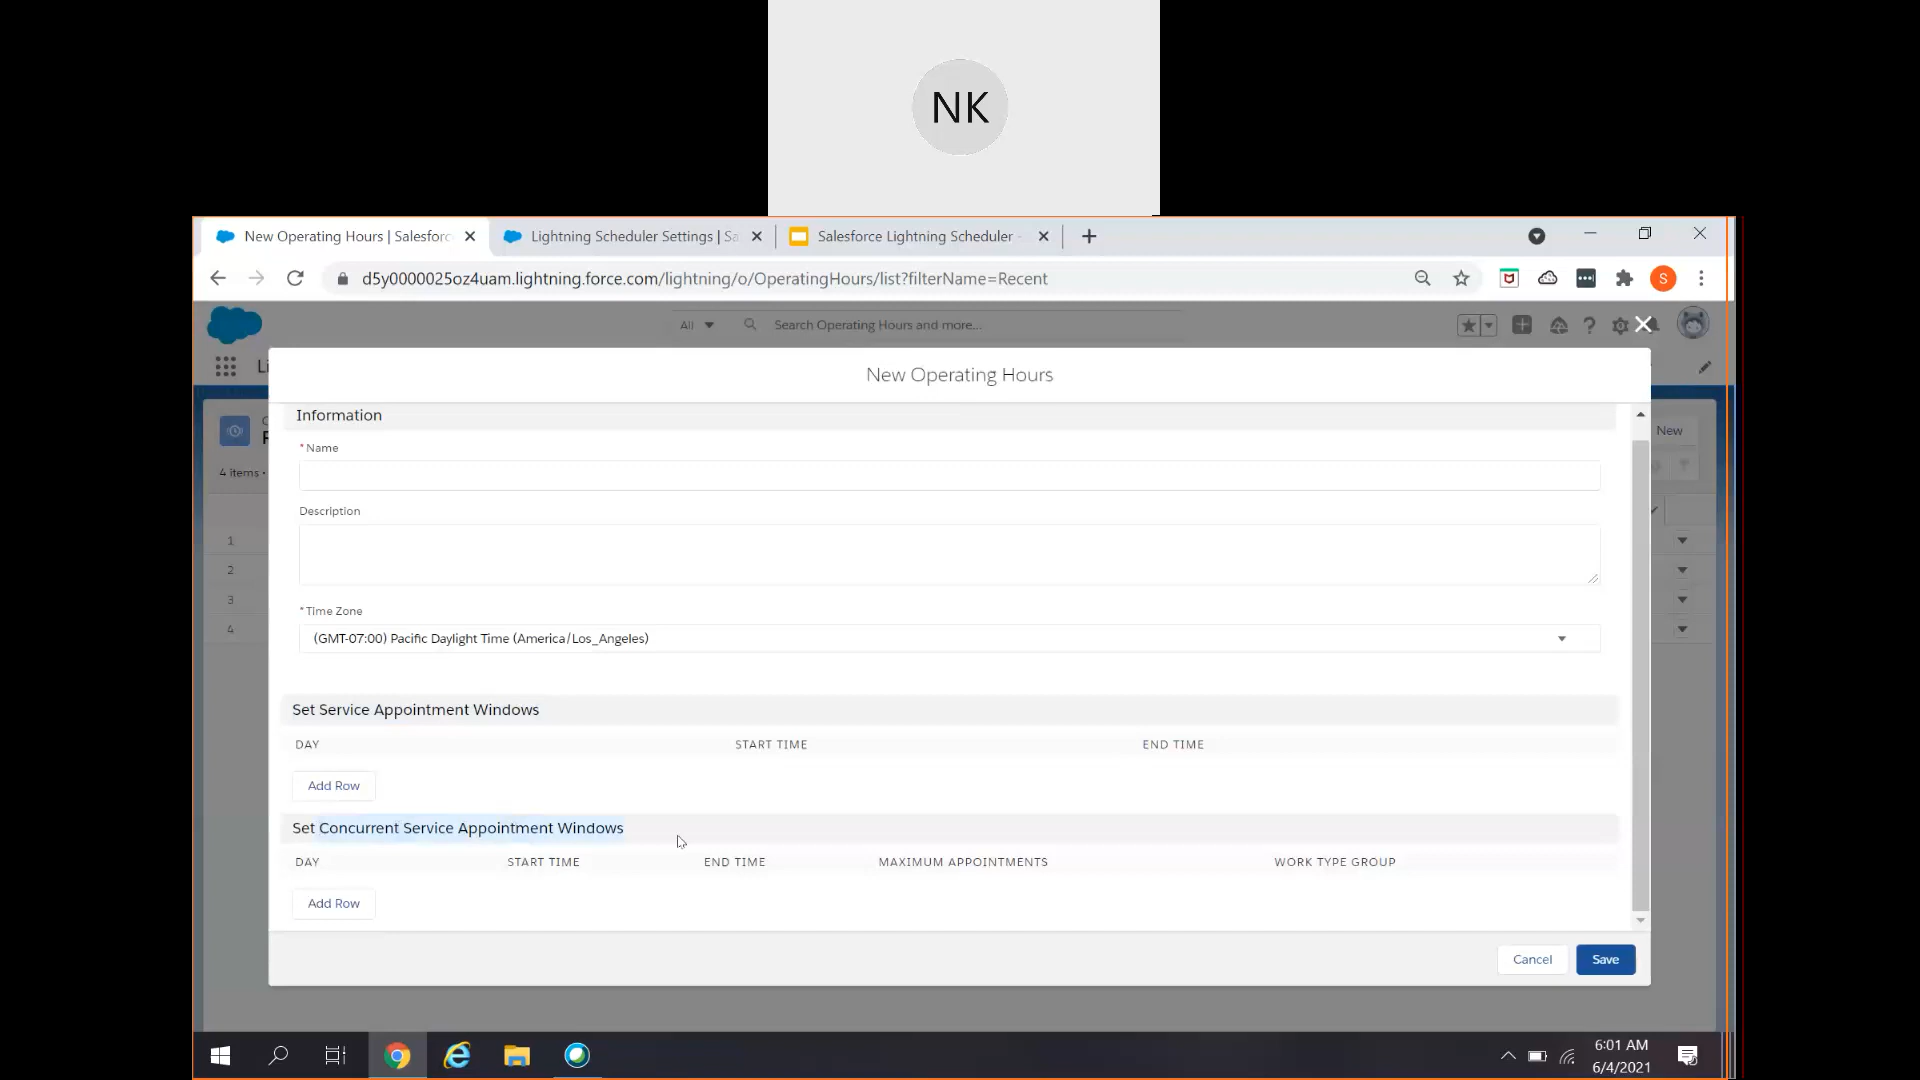 NK
New Operating Hours | Salesforc
Lightning Scheduler Settings | Sa
Salesforce Lightning Scheduler -
d5y0000025oz4uam.lightning.force.com/lightning/o/OperatingHours/list?filterName=Recent
S
All
Search Operating Hours and more...
Li
New Operating Hours
R
4 items •
New
1
2
3
4
Information
* Name
Description
* Time Zone
(GMT-07:00) Pacific Daylight Time (America/Los_Angeles)
Set Service Appointment Windows
DAY START TIME END TIME
Add Row
Set Concurrent Service Appointment Windows
DAY START TIME END TIME MAXIMUM APPOINTMENTS WORK TYPE GROUP
Add Row
Cancel
Save
6:01 AM
6/4/2021